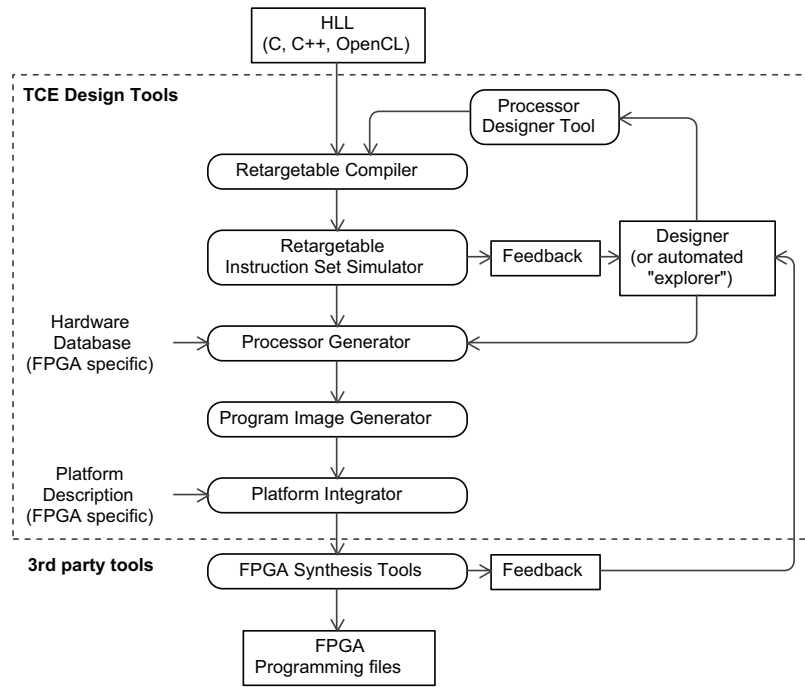 HLL
(C, C++, OpenCL)
TCE Design Tools
Processor
Designer Tool
Retargetable Compiler
Retargetable
Instruction Set Simulator
Feedback
Designer
(or automated
"explorer")
Hardware
Database
(FPGA specific)
Processor Generator
Program Image Generator
Platform
Description
(FPGA specific)
Platform Integrator
3rd party tools
FPGA Synthesis Tools
Feedback
FPGA
Programming files